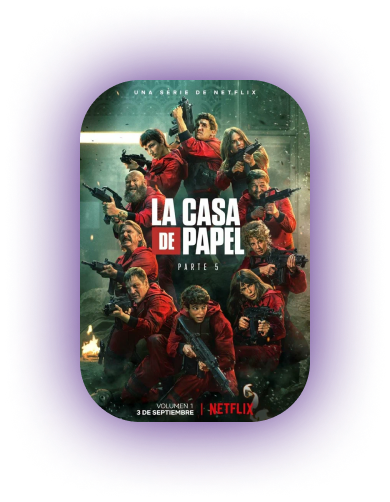 UNA SERIE DE NETFLIX
LA CASA
DE PAPEL
PARTE 5
VOLUMEN 1
3 DE SEPTIEMBRE
NETFLIX